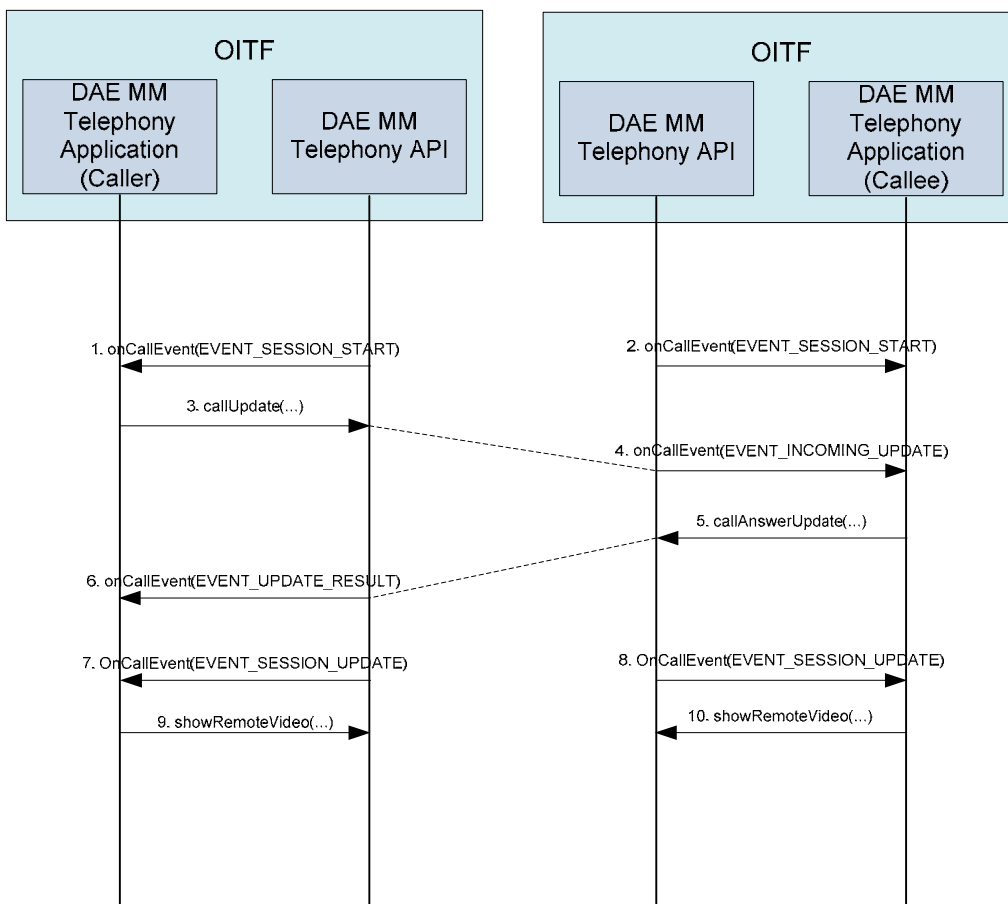 OITF
DAE MM
Telephony
Application
(Caller)
DAE MM
Telephony API
OITF
DAE MM
Telephony API
DAE MM
Telephony
Application
(Callee)
1. onCallEvent(EVENT_SESSION_START)
2. onCallEvent(EVENT_SESSION_START)
3. callUpdate(...)
4. onCallEvent(EVENT_INCOMING_UPDATE)
5. callAnswerUpdate(...)
6. onCallEvent(EVENT_UPDATE_RESULT)
7. OnCallEvent(EVENT_SESSION_UPDATE)
8. OnCallEvent(EVENT_SESSION_UPDATE)
9. showRemoteVideo(...)
10. showRemoteVideo(...)